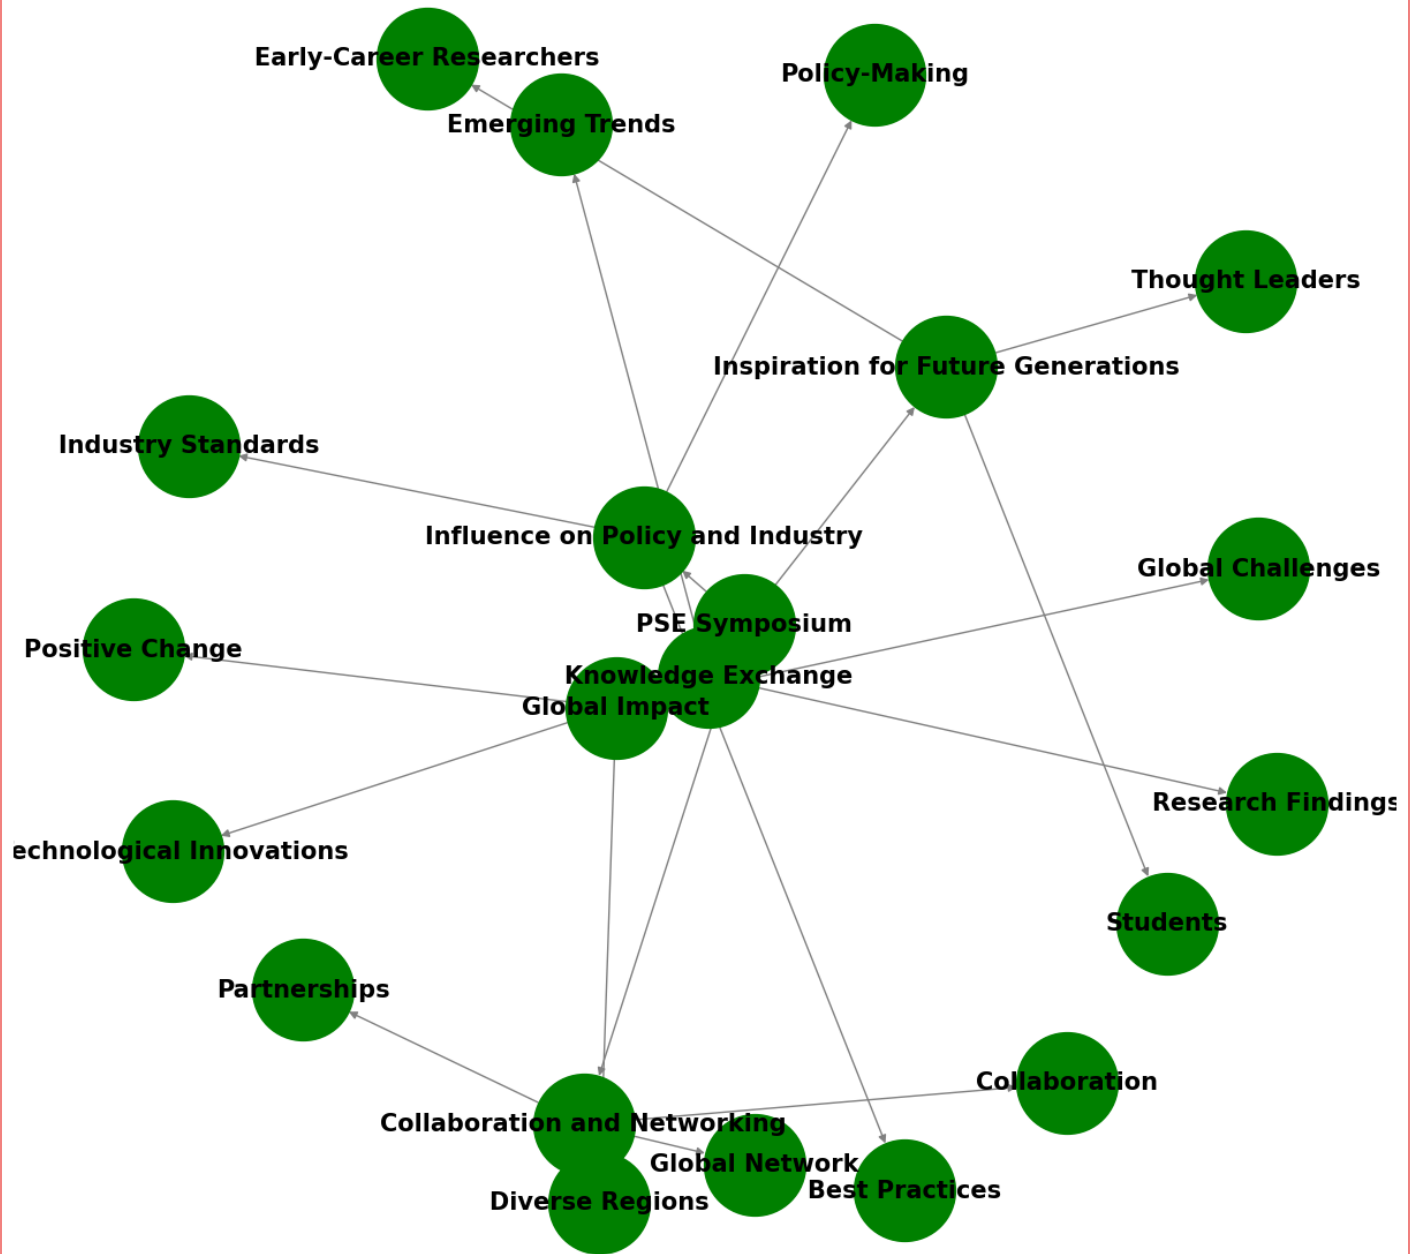 Early-Career Researchers
Policy-Making
Emerging Trends
Thought Leaders
Inspiration for Future Generations
Industry Standards
Influence on Policy and Industry
Global Challenges
PSE Symposium
Positive Change
Knowledge Exchange
Global Impact
Research Findings
echnological Innovations
Students
Partnerships
Collaboration
Collaboration and Networking
Global Network
Best Practices
Diverse Regions